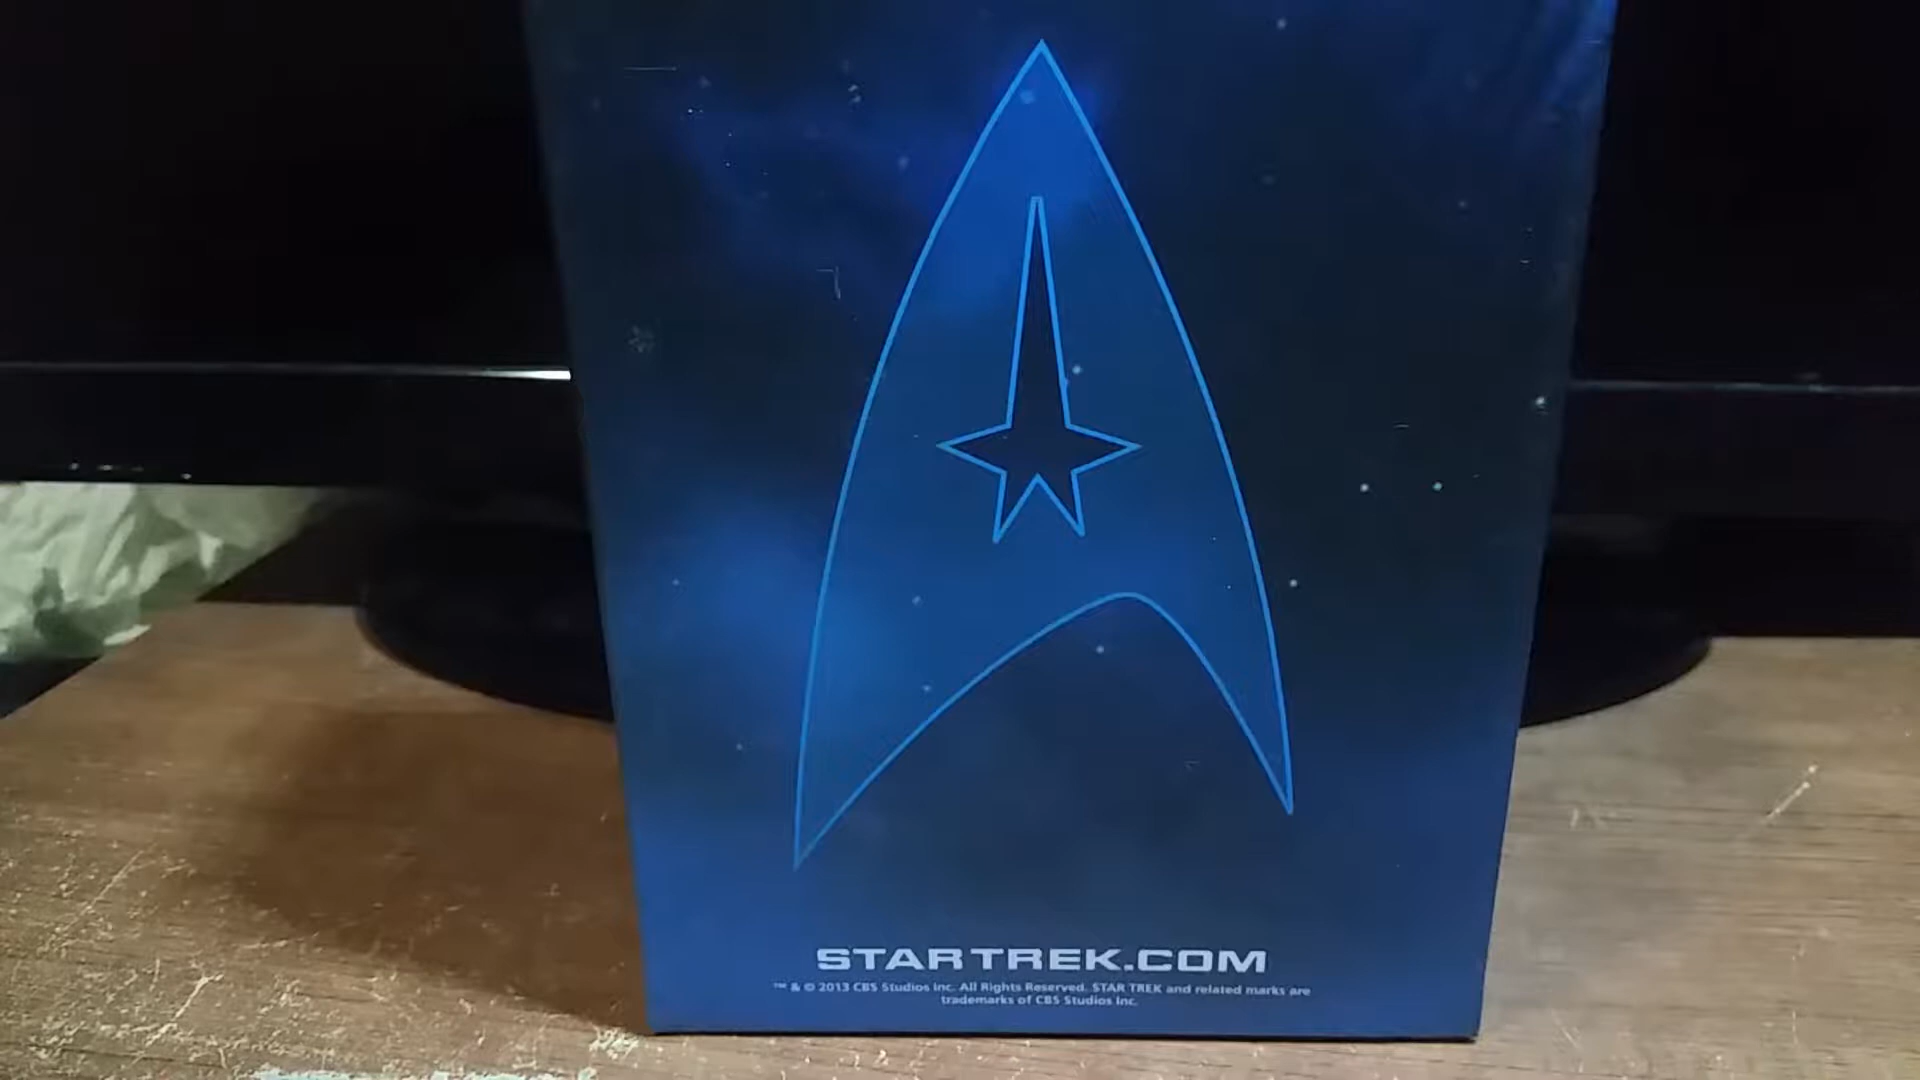 STARTREK.COM
™ & © 2013 CBS Studios Inc. All Rights Reserved. STAR TREK and related marks are
trademarks of CBS Studios Inc.